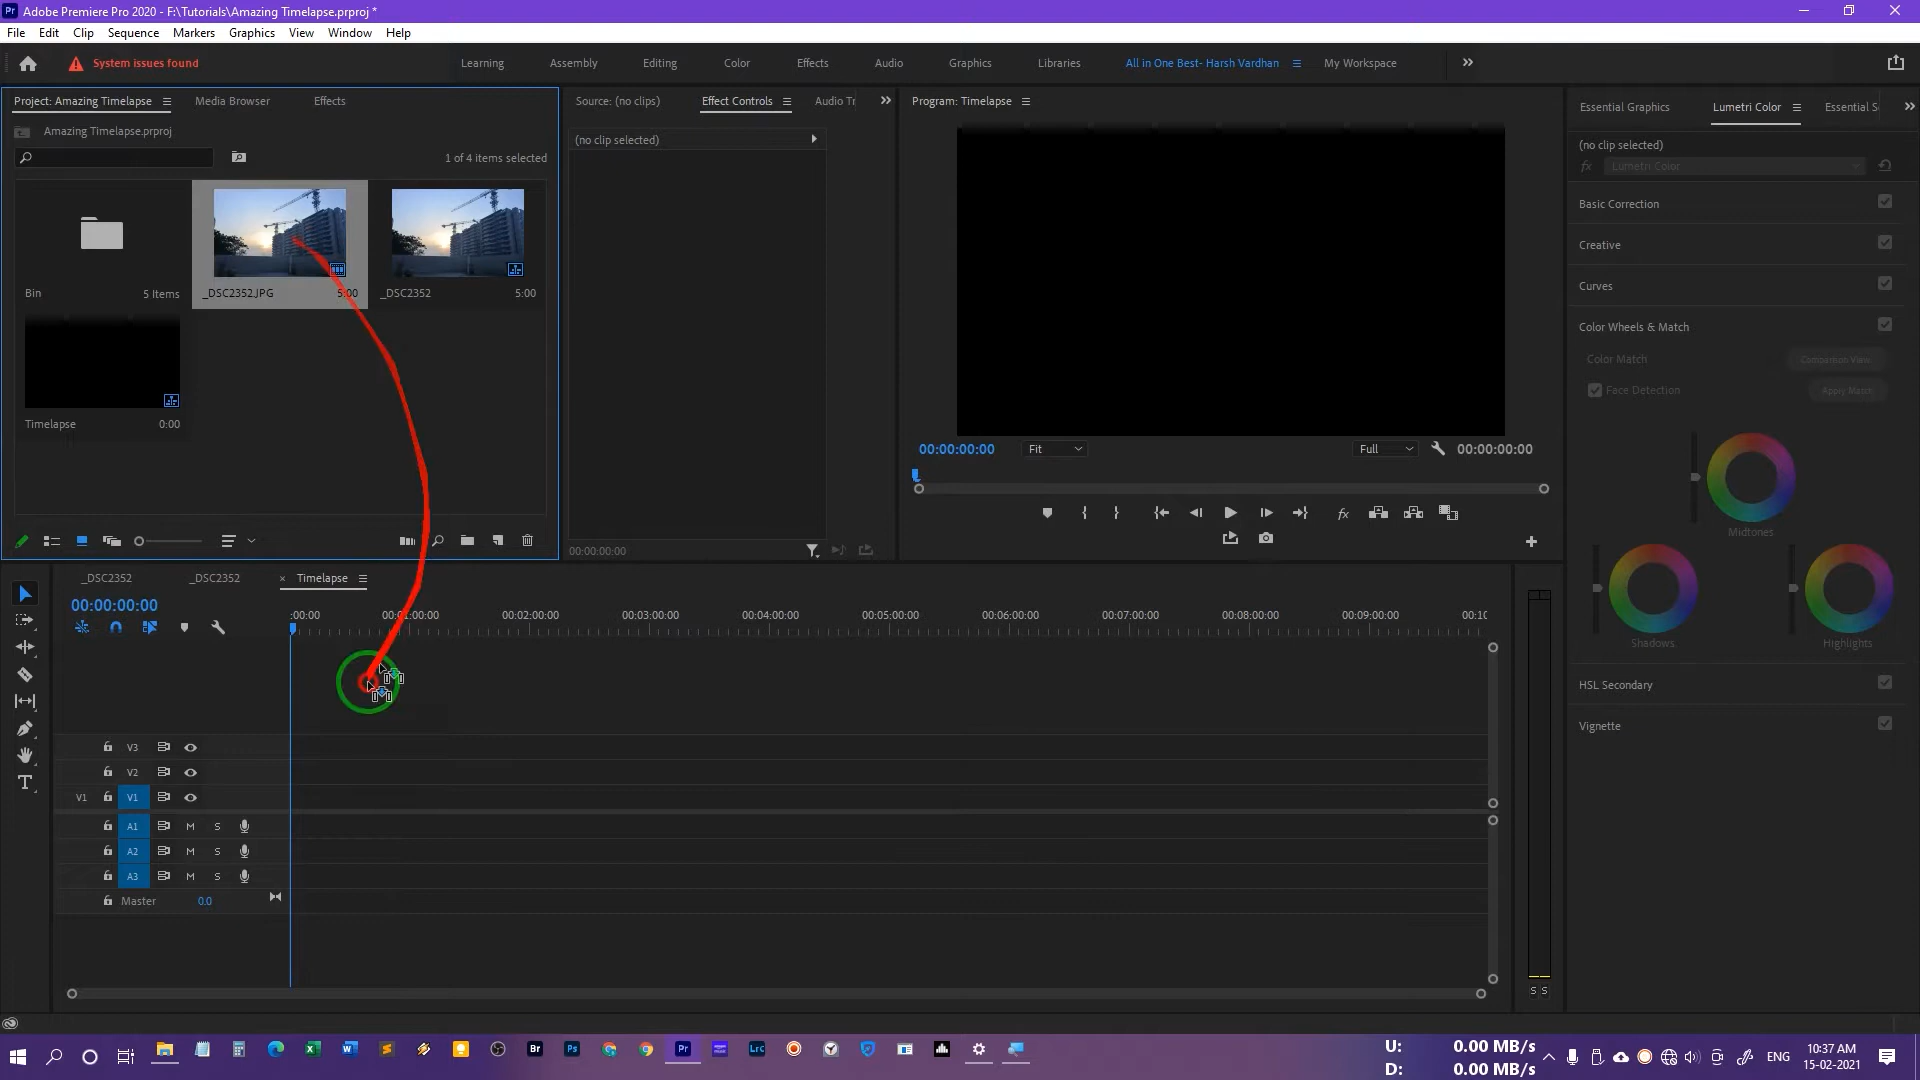 Adobe Premiere Pro 2020 - F:\Tutorials\Amazing Timelapse.prproj *
File Edit Clip Sequence Markers Graphics View Window Help
System issues found
Learning Assembly Editing Color Effects Audio Graphics Libraries All in One Best- Harsh Vardhan My Workspace
Project: Amazing Timelapse Media Browser Effects
Amazing Timelapse.prproj
1 of 4 items selected
Bin 5 Items
_DSC2352.JPG 5:00
_DSC2352 5:00
Timelapse 0:00
Source: (no clips) Effect Controls Audio Tr
(no clip selected)
00:00:00:00
Program: Timelapse
00:00:00:00 Fit Full 00:00:00:00
Essential Graphics Lumetri Color Essential S
(no clip selected)
fx Lumetri Color
Basic Correction
Creative
Curves
Color Wheels & Match
Color Match Comparison View
Face Detection Apply Match
Midtones
Shadows Highlights
HSL Secondary
Vignette
_DSC2352 _DSC2352 × Timelapse
00:00:00:00
:00:00 00:01:00:00 00:02:00:00 00:03:00:00 00:04:00:00 00:05:00:00 00:06:00:00 00:07:00:00 00:08:00:00 00:09:00:00 00:10
V3
V2
V1 V1
A1 M S
A2 M S
A3 M S
Master 0.0
S S
U: 0.00 MB/s
D: 0.00 MB/s
ENG
10:37 AM
15-02-2021